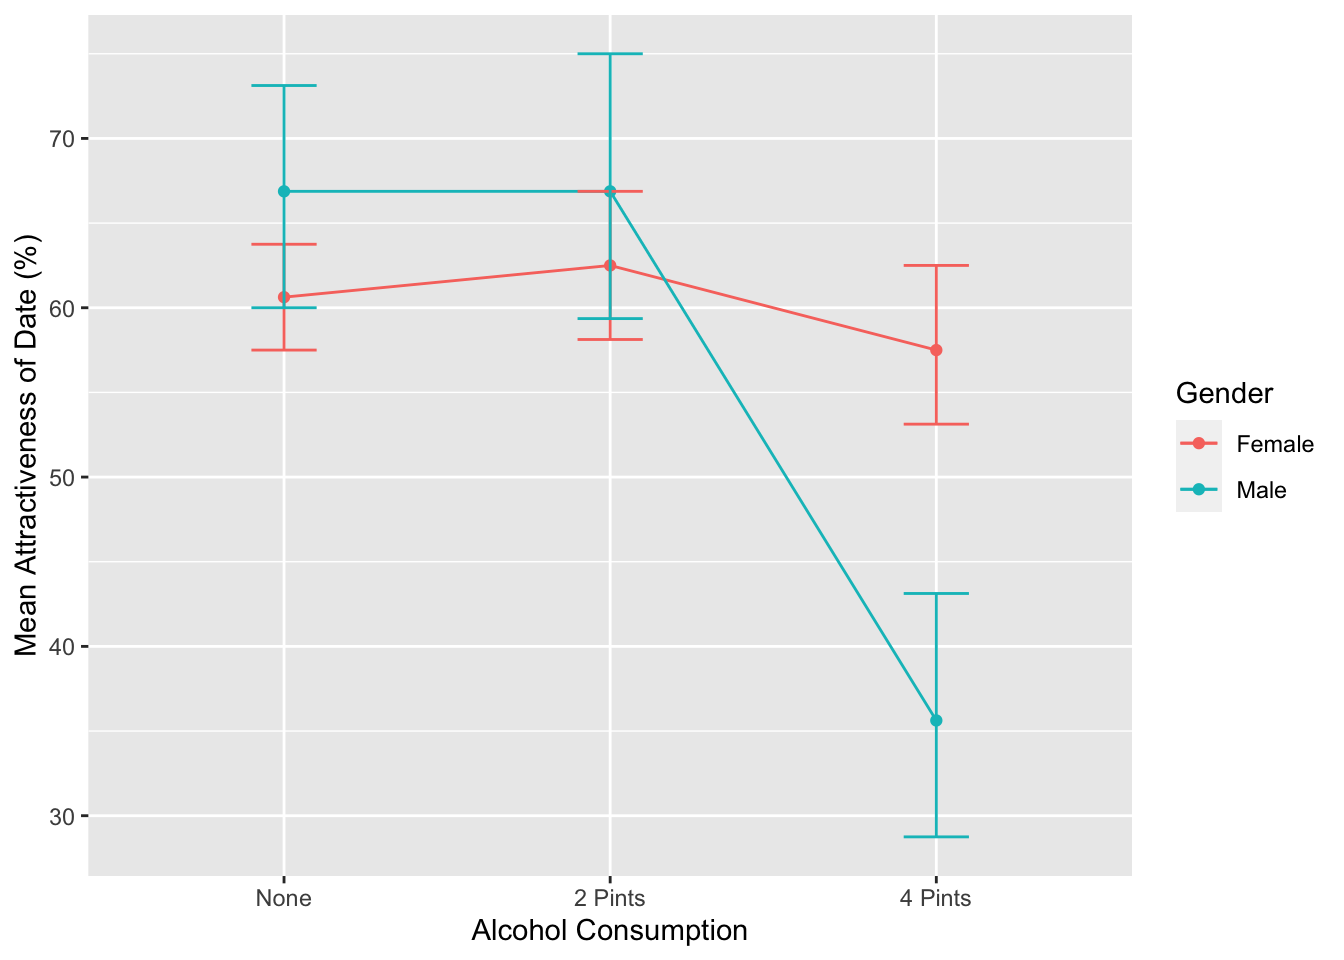 Mean Attractiveness of Date (%)
70
60
50
40
30
None
2 Pints
4 Pints
Alcohol Consumption
Gender
Female
Male